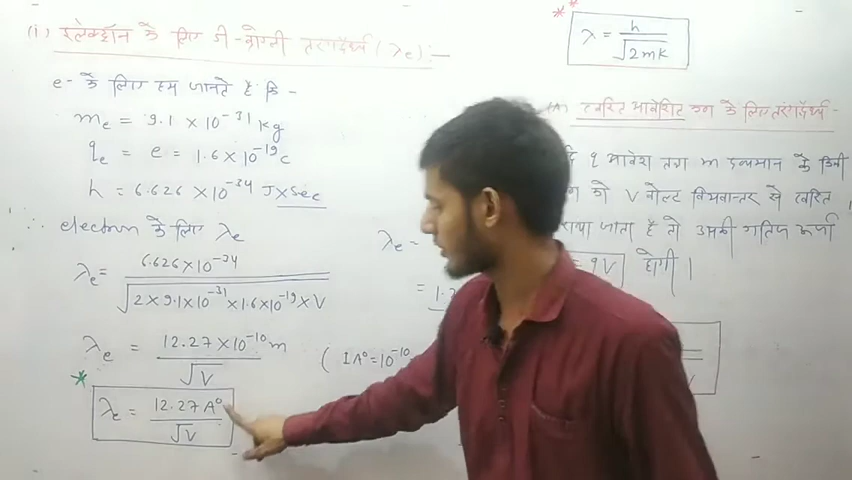 (i) इलेक्ट्रॉन के लिए डी-ब्रोग्ली तरंगदैर्ध्य (λe) :-
e- के लिए हम जानते है कि -
me = 9.1 × 10^-31 kg
qe = e = 1.6 × 10^-19 c
h = 6.626 × 10^-34 J×sec
∴ electron के लिए λe
λe = 6.626 × 10^-34 / √2×9.1×10^-31×1.6×10^-19×V
λe = 12.27 × 10^-10 m / √V
( 1A° = 10^-10
* λe = 12.27 A° / √V
λe =
= 1.2
** λ = h / √2mk
त्वरित आवेशित कण के लिए तरंगदैर्ध्य -
q आवेश तथा m द्रव्यमान के किसी
को V वोल्ट विभवान्तर से त्वरित
जाता है तो उसकी गतिज ऊर्जा
= qV होगी ।